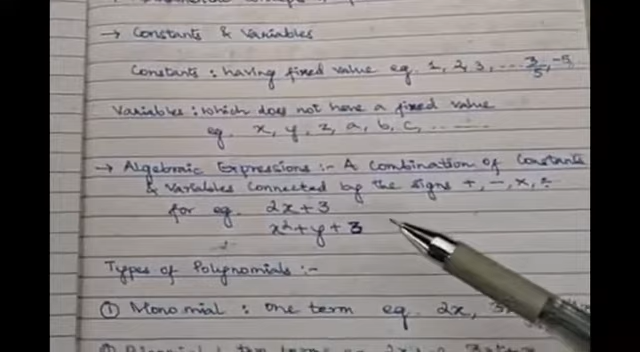 → Constants & Variables
Constants : having fixed value eg. 1, 2, 3, ... 3/5, -5
Variables : which does not have a fixed value
eg. x, y, z, a, b, c, ......
→ Algebraic Expressions :- A combination of Constants
& variables connected by the signs +, -, ×, ÷
for eg. 2x + 3
x² + y + 3
Types of Polynomials :-
① Monomial : one term eg. 2x,